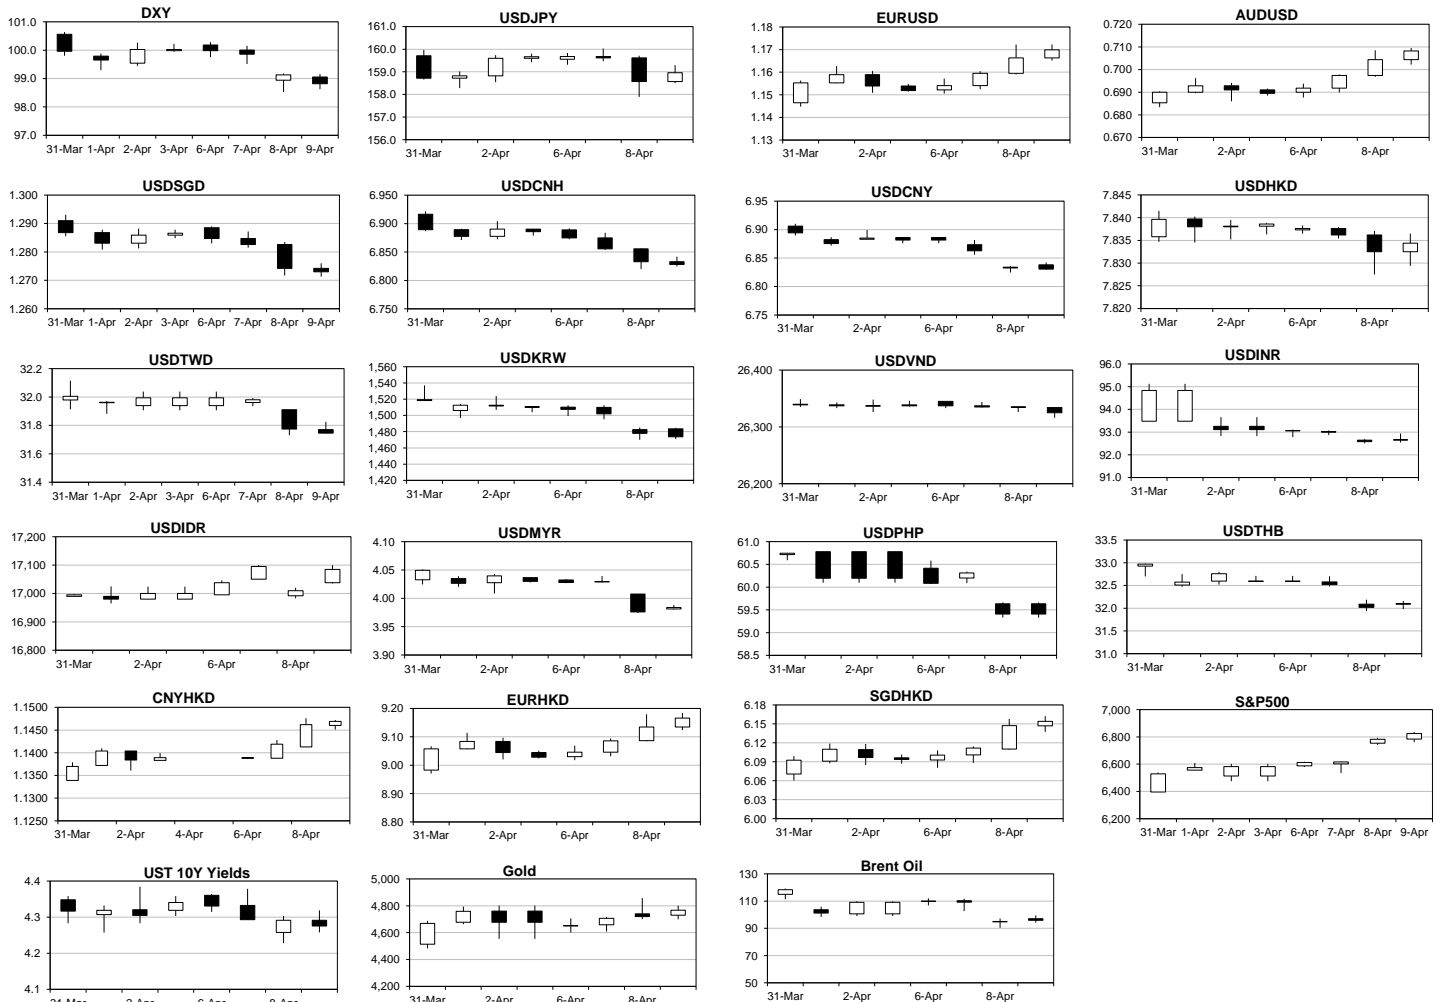 DXY
101.0
100.0
99.0
98.0
97.0
31-Mar 1-Apr 2-Apr 3-Apr 6-Apr 7-Apr 8-Apr 9-Apr
USDJPY
161.0
160.0
159.0
158.0
157.0
156.0
31-Mar 2-Apr 6-Apr 8-Apr
EURUSD
1.18
1.17
1.16
1.15
1.14
1.13
31-Mar 2-Apr 6-Apr 8-Apr
AUDUSD
0.720
0.710
0.700
0.690
0.680
0.670
31-Mar 2-Apr 6-Apr 8-Apr
USDSGD
1.300
1.290
1.280
1.270
1.260
31-Mar 1-Apr 2-Apr 3-Apr 6-Apr 7-Apr 8-Apr 9-Apr
USDCNH
6.950
6.900
6.850
6.800
6.750
31-Mar 2-Apr 6-Apr 8-Apr
USDCNY
6.95
6.90
6.85
6.80
6.75
31-Mar 2-Apr 6-Apr 8-Apr
USDHKD
7.845
7.840
7.835
7.830
7.825
7.820
31-Mar 2-Apr 6-Apr 8-Apr
USDTWD
32.2
32.0
31.8
31.6
31.4
31-Mar 1-Apr 2-Apr 3-Apr 6-Apr 7-Apr 8-Apr 9-Apr
USDKRW
1,560
1,540
1,520
1,500
1,480
1,460
1,440
1,420
31-Mar 2-Apr 6-Apr 8-Apr
USDVND
26,400
26,300
26,200
31-Mar 2-Apr 6-Apr 8-Apr
USDINR
96.0
95.0
94.0
93.0
92.0
91.0
31-Mar 2-Apr 6-Apr 8-Apr
USDIDR
17,200
17,100
17,000
16,900
16,800
31-Mar 2-Apr 6-Apr 8-Apr
USDMYR
4.10
4.05
4.00
3.95
3.90
31-Mar 2-Apr 6-Apr 8-Apr
USDPHP
61.0
60.5
60.0
59.5
59.0
58.5
31-Mar 2-Apr 6-Apr 8-Apr
USDTHB
33.5
33.0
32.5
32.0
31.5
31.0
31-Mar 2-Apr 6-Apr 8-Apr
CNYHKD
1.1500
1.1450
1.1400
1.1350
1.1300
1.1250
31-Mar 2-Apr 4-Apr 6-Apr 8-Apr
EURHKD
9.20
9.10
9.00
8.90
8.80
31-Mar 2-Apr 6-Apr 8-Apr
SGDHKD
6.18
6.15
6.12
6.09
6.06
6.03
6.00
31-Mar 2-Apr 6-Apr 8-Apr
S&P500
7,000
6,800
6,600
6,400
6,200
31-Mar 1-Apr 2-Apr 3-Apr 6-Apr 7-Apr 8-Apr 9-Apr
UST 10Y Yields
4.4
4.3
4.2
4.1
31-Mar 2-Apr 6-Apr 8-Apr
Gold
5,000
4,800
4,600
4,400
4,200
31-Mar 2-Apr 6-Apr 8-Apr
Brent Oil
130
110
90
70
50
31-Mar 2-Apr 6-Apr 8-Apr